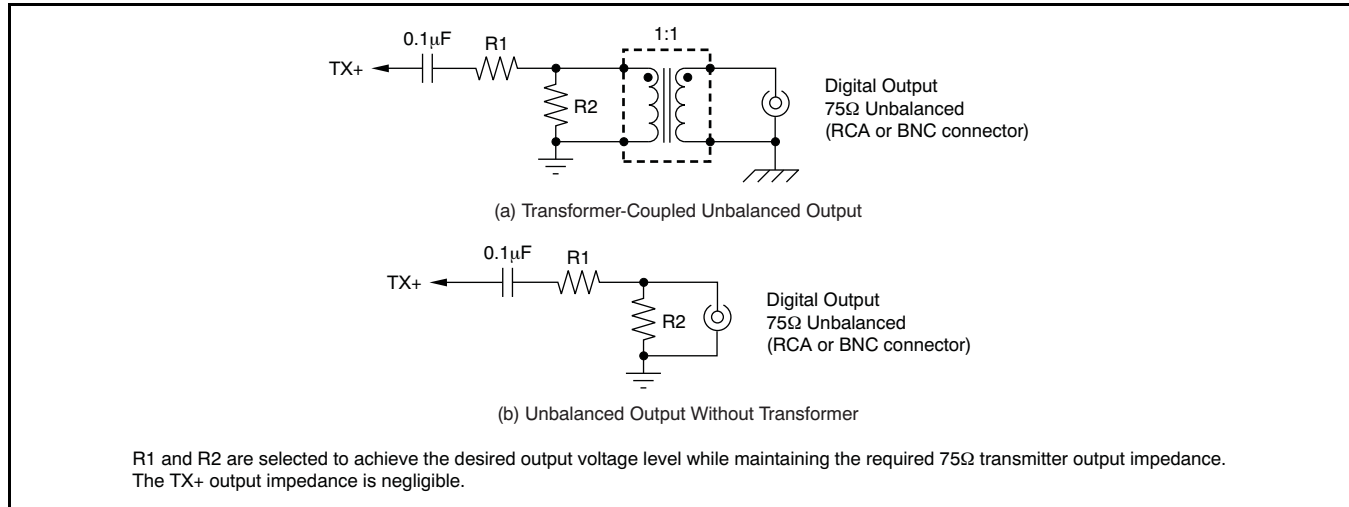 1:1
0.1μF
R1
TX+
R2
Digital Output
75Ω Unbalanced
(RCA or BNC connector)
(a) Transformer-Coupled Unbalanced Output
0.1μF
R1
TX+
R2
Digital Output
75Ω Unbalanced
(RCA or BNC connector)
(b) Unbalanced Output Without Transformer
R1 and R2 are selected to achieve the desired output voltage level while maintaining the required 75Ω transmitter output impedance.
The TX+ output impedance is negligible.